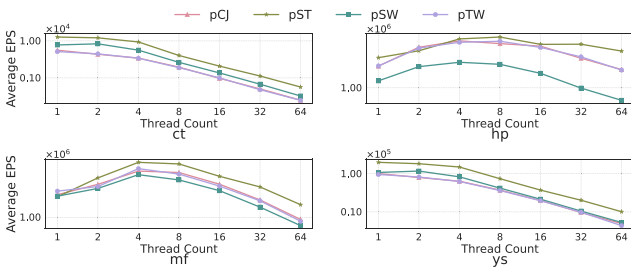 pCJ pST pSW pTW
×10⁴
×10⁶
Average EPS
1.00
0.10
1.00
1 2 4 8 16 32 64
1 2 4 8 16 32 64
Thread Count
Thread Count
ct
hp
×10⁶
×10⁵
Average EPS
1.00
1.00
0.10
1 2 4 8 16 32 64
1 2 4 8 16 32 64
Thread Count
Thread Count
mf
ys